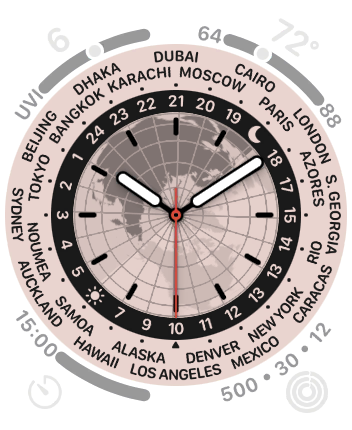 6
UVI
64
72°
88
DUBAI
MOSCOW
CAIRO
PARIS
LONDON
AZORES
S. GEORGIA
RIO
CARACAS
NEW YORK
MEXICO
DENVER
LOS ANGELES
ALASKA
HAWAII
SAMOA
AUCKLAND
NOUMEA
SYDNEY
TOKYO
BEIJING
BANGKOK
DHAKA
KARACHI
21
20
19
18
17
15
14
13
13
12
11
10
9
7
5
4
3
2
1
24
23
22
15:00
500 • 30 • 12